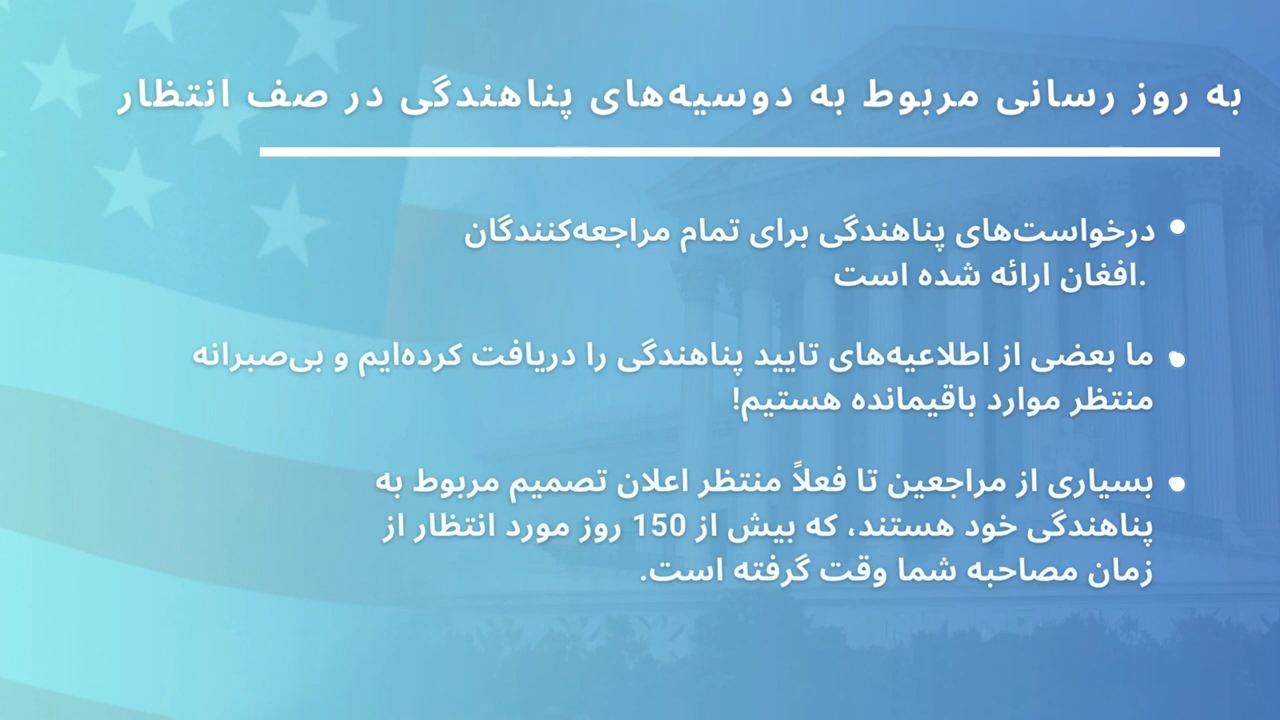 به روز رسانی مربوط به دوسیه‌های پناهندگی در صف انتظار
درخواست‌های پناهندگی برای تمام مراجعه‌کنندگان
افغان ارائه شده است.
ما بعضی از اطلاعیه‌های تایید پناهندگی را دریافت کرده‌ایم و بی‌صبرانه
منتظر موارد باقیمانده هستیم!
بسیاری از مراجعین تا فعلاً منتظر اعلان تصمیم مربوط به
پناهندگی خود هستند، که بیش از 150 روز مورد انتظار از
زمان مصاحبه شما وقت گرفته است.